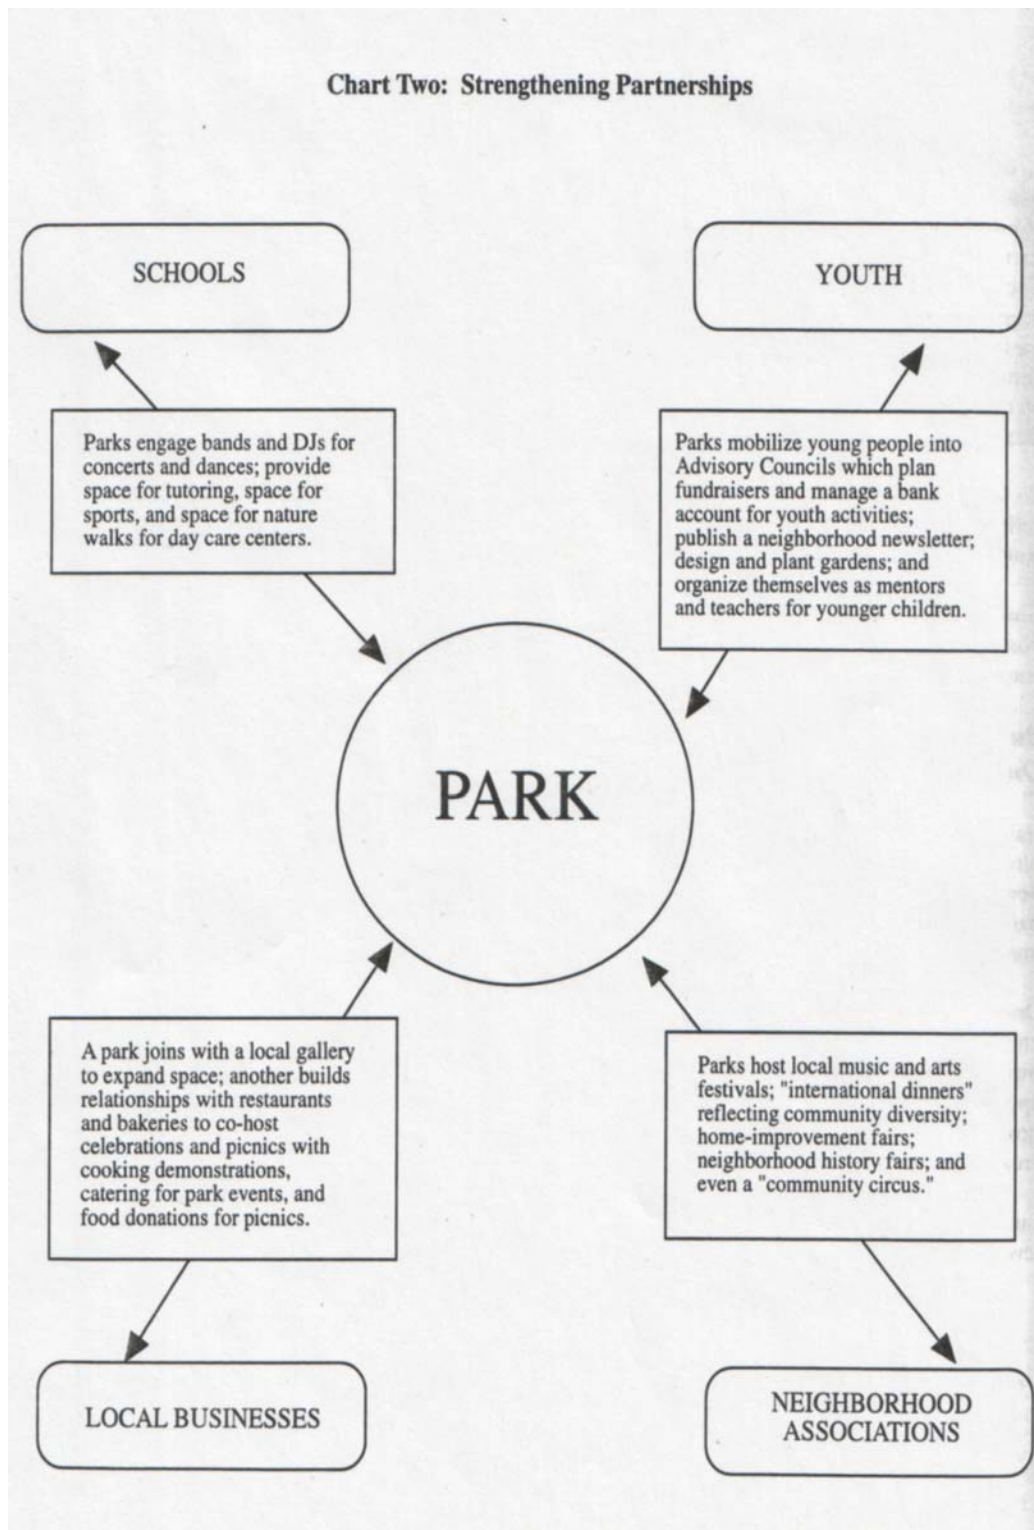 Chart Two: Strengthening Partnerships
SCHOOLS
YOUTH
Parks engage bands and DJs for
concerts and dances; provide
space for tutoring, space for
sports, and space for nature
walks for day care centers.
Parks mobilize young people into
Advisory Councils which plan
fundraisers and manage a bank
account for youth activities;
publish a neighborhood newsletter;
design and plant gardens; and
organize themselves as mentors
and teachers for younger children.
PARK
A park joins with a local gallery
to expand space; another builds
relationships with restaurants
and bakeries to co-host
celebrations and picnics with
cooking demonstrations,
catering for park events, and
food donations for picnics.
Parks host local music and arts
festivals; "international dinners"
reflecting community diversity;
home-improvement fairs;
neighborhood history fairs; and
even a "community circus."
LOCAL BUSINESSES
NEIGHBORHOOD
ASSOCIATIONS